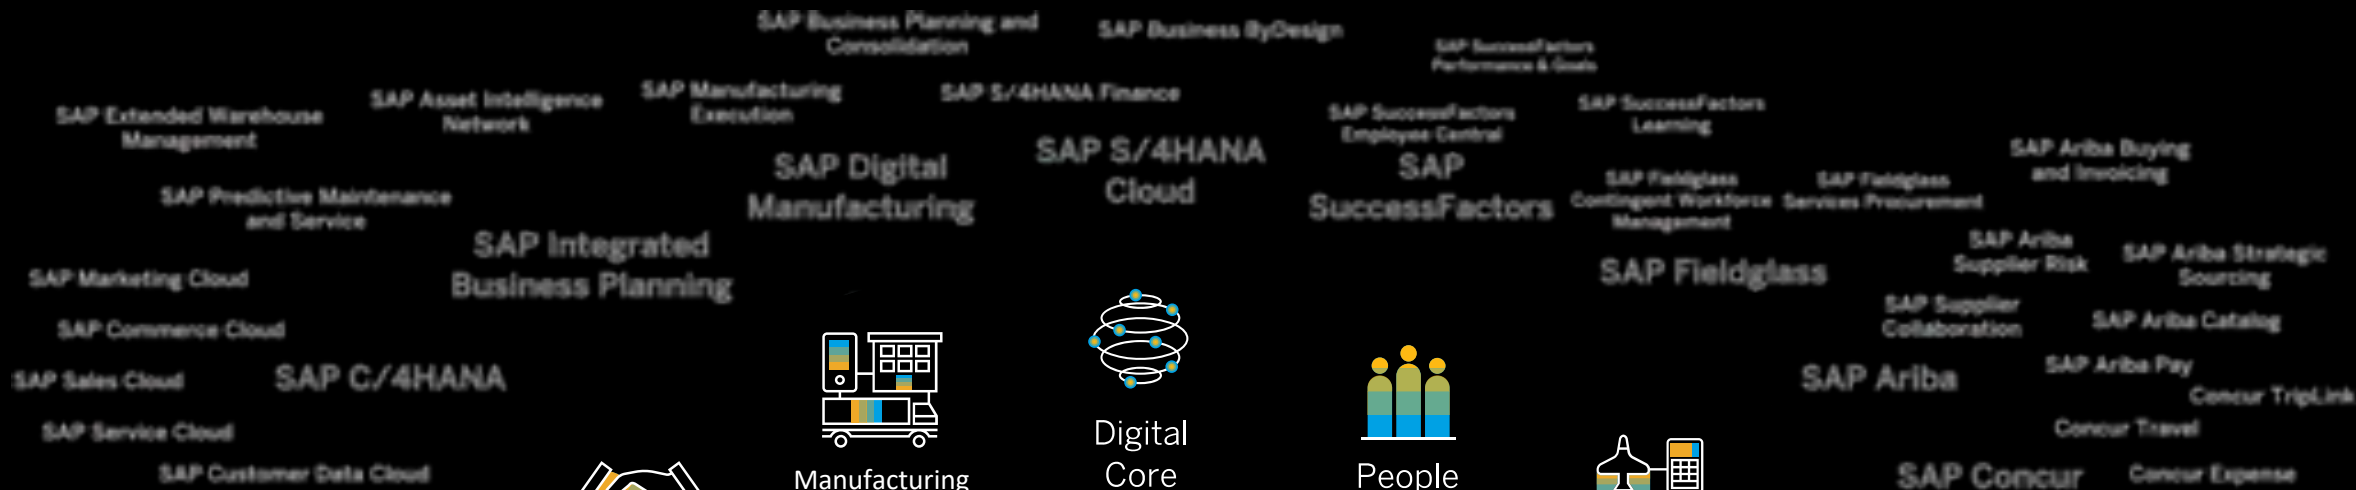 SAP Business Planning and
Consolidation
SAP Business ByDesign
SAP SuccessFactors
Performance & Goals
SAP Extended Warehouse
Management
SAP Asset Intelligence
Network
SAP Manufacturing
Execution
SAP S/4HANA Finance
SAP SuccessFactors
Employee Central
SAP SuccessFactors
Learning
SAP Digital
Manufacturing
SAP S/4HANA
Cloud
SAP
SuccessFactors
SAP Ariba Buying
and Invoicing
SAP Predictive Maintenance
and Service
SAP Fieldglass
Contingent Workforce
Management
SAP Fieldglass
Services Procurement
SAP Integrated
Business Planning
SAP Fieldglass
SAP Ariba
Supplier Risk
SAP Ariba Strategic
Sourcing
SAP Marketing Cloud
SAP Commerce Cloud
SAP Supplier
Collaboration
SAP Ariba Catalog
SAP Sales Cloud
SAP C/4HANA
SAP Ariba
SAP Ariba Pay
Concur TripLink
SAP Service Cloud
Concur Travel
SAP Customer Data Cloud
SAP Concur
Concur Expense
Manufacturing
Digital
Core
People